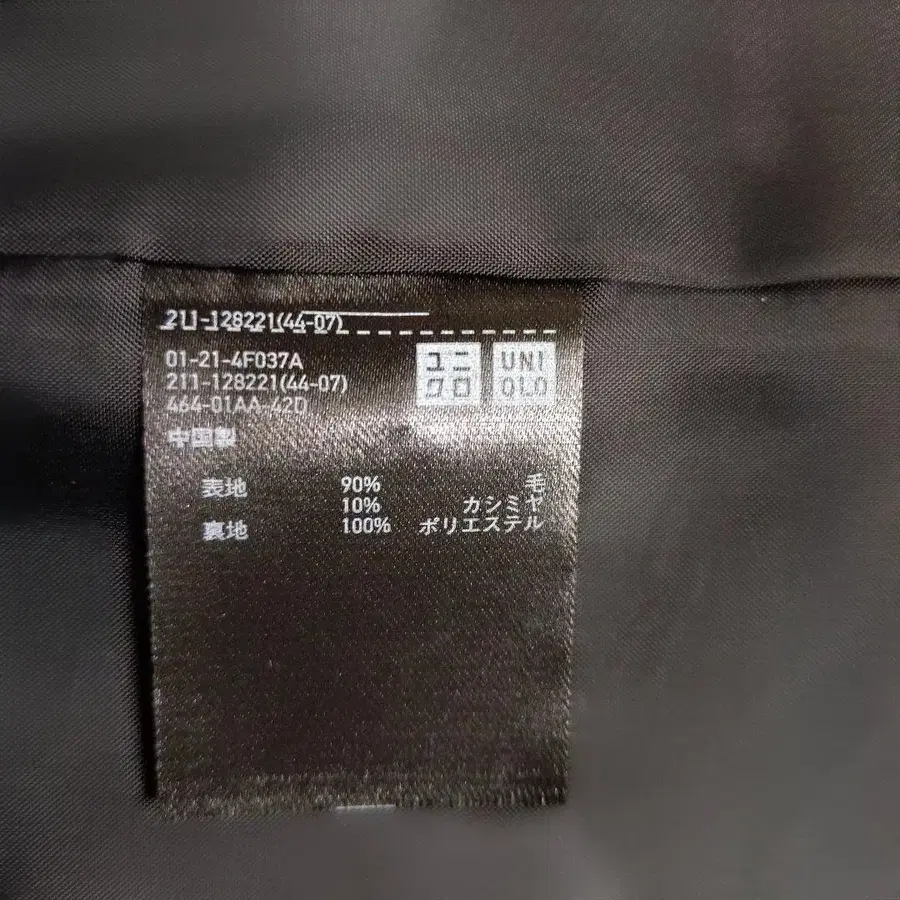 211-128221(44-07)
01-21-4F037A
211-128221(44-07)
464-01AA-42D
中国製
ユニ
クロ
UNI
QLO
表地 90% 毛
10% カシミヤ
裏地 100% ポリエステル